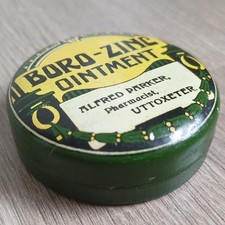 BORO-ZINC
OINTMENT
ALFRED PARKER,
Pharmacist,
UTTOXETER